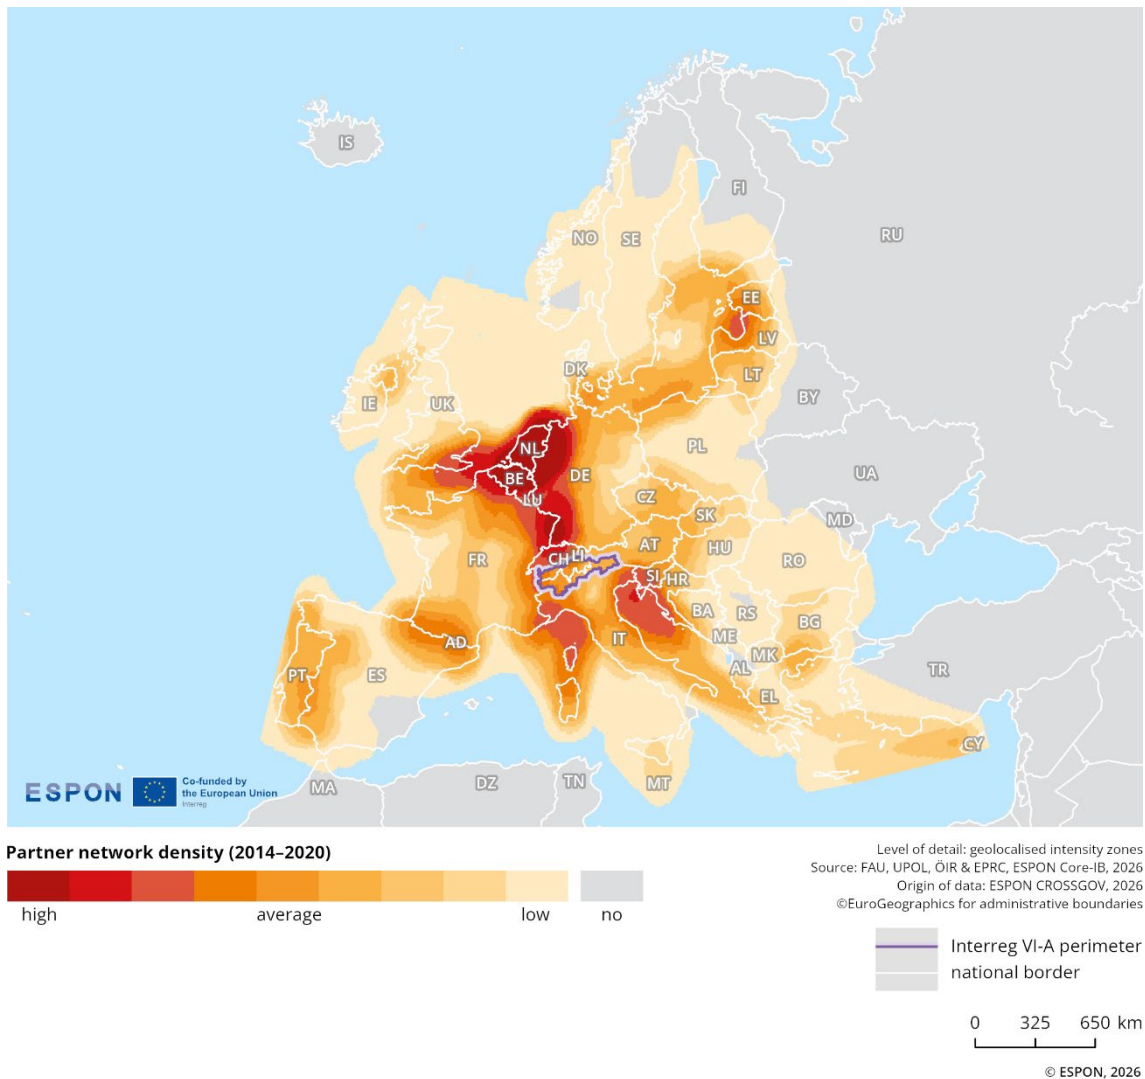 IS
FI
NO
SE
RU
EE
LV
DK
LT
IE
UK
BY
NL
PL
BE
DE
UA
LU
CZ
SK
MD
AT
HU
FR
CH
LI
RO
SI
HR
BA
RS
BG
IT
ME
AD
MK
AL
PT
ES
TR
EL
CY
MA
DZ
TN
MT
ESPON
Co-funded by
the European Union
Interreg
Partner network density (2014–2020)
high
average
low
no
Level of detail: geolocalised intensity zones
Source: FAU, UPOL, ÖIR & EPRC, ESPON Core-IB, 2026
Origin of data: ESPON CROSSGOV, 2026
©EuroGeographics for administrative boundaries
Interreg VI-A perimeter
national border
0 325 650 km
© ESPON, 2026